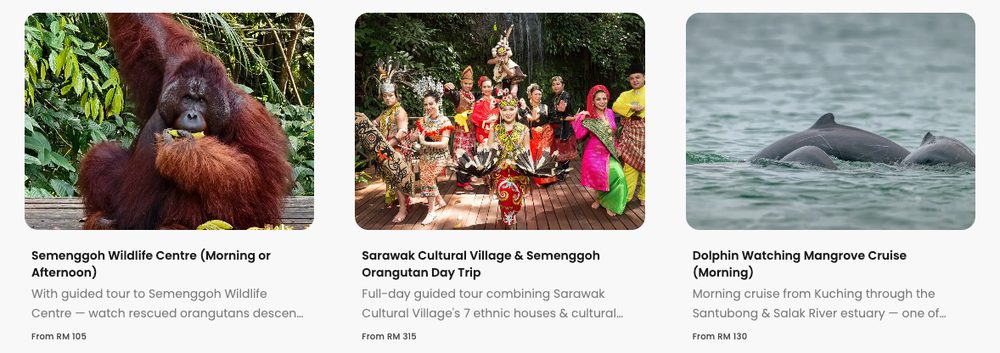 Semenggoh Wildlife Centre (Morning or
Afternoon)
With guided tour to Semenggoh Wildlife
Centre — watch rescued orangutans descen...
From RM 105
Sarawak Cultural Village & Semenggoh
Orangutan Day Trip
Full-day guided tour combining Sarawak
Cultural Village's 7 ethnic houses & cultural...
From RM 315
Dolphin Watching Mangrove Cruise
(Morning)
Morning cruise from Kuching through the
Santubong & Salak River estuary — one of...
From RM 130